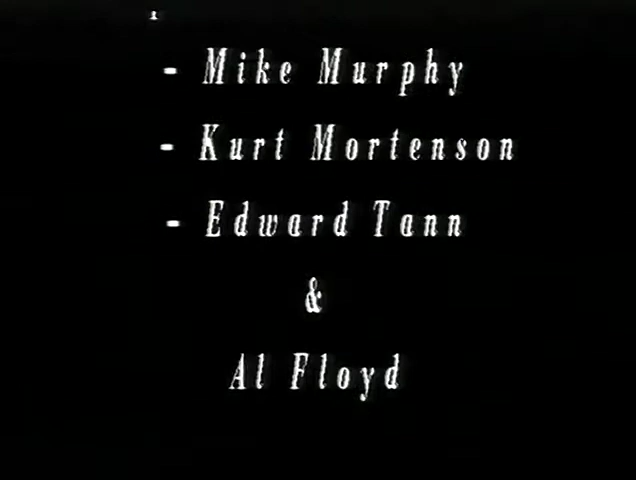 - Mike Murphy
- Kurt Mortenson
- Edward Tann
&
Al Floyd